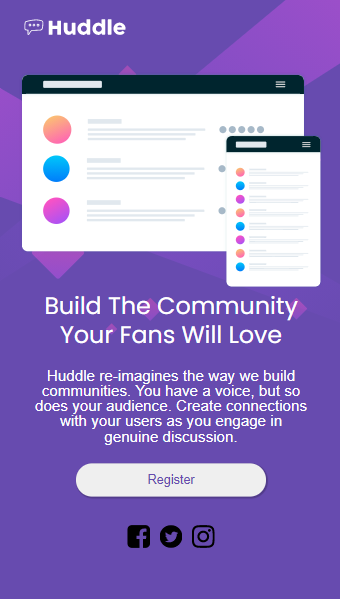 Huddle
Build The Community
Your Fans Will Love
Huddle re-imagines the way we build
communities. You have a voice, but so
does your audience. Create connections
with your users as you engage in
genuine discussion.
Register